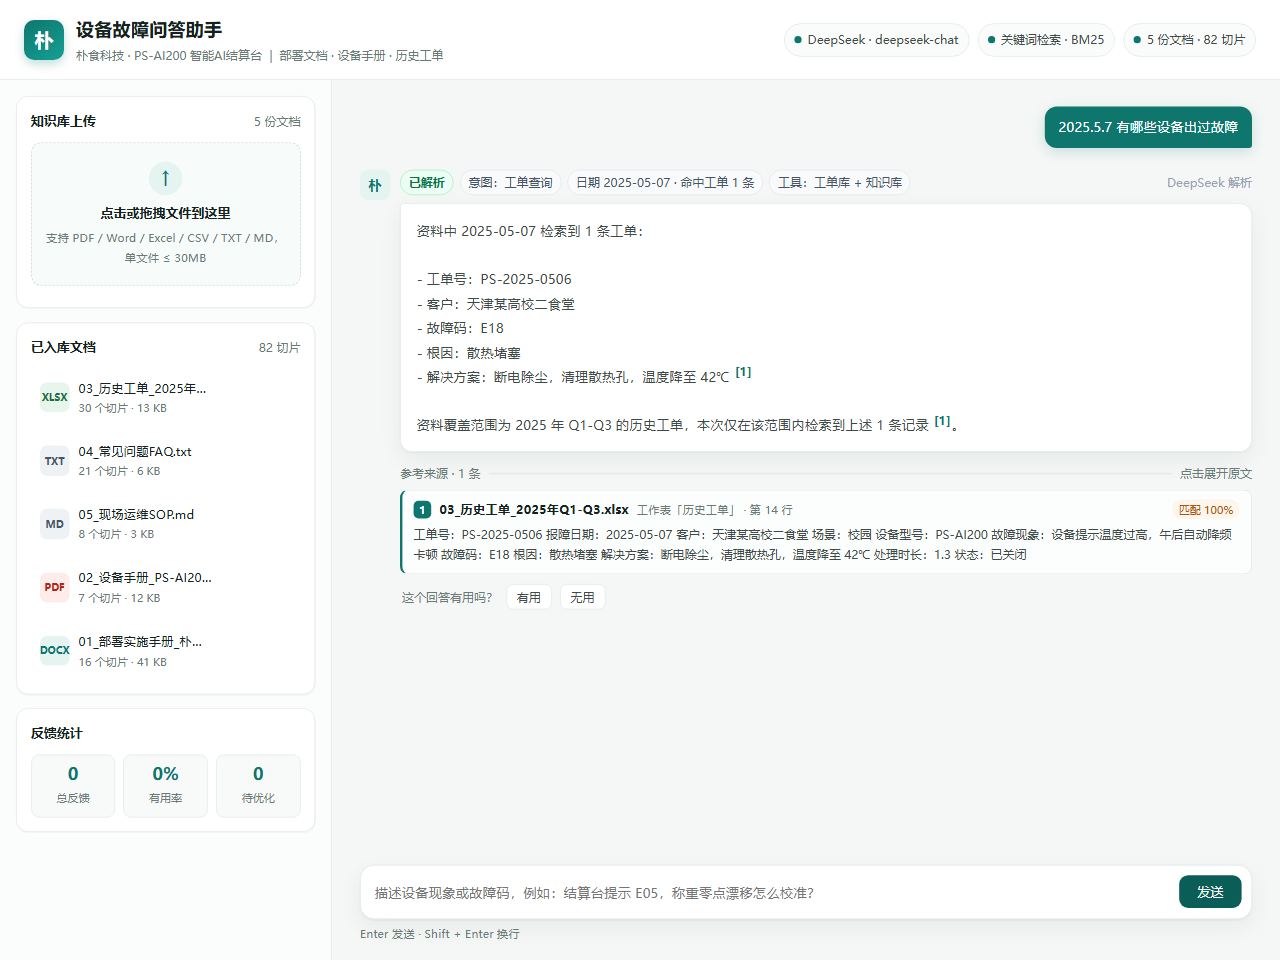 朴
设备故障问答助手
朴食科技 · PS-AI200 智能AI结算台 | 部署文档 · 设备手册 · 历史工单
DeepSeek · deepseek-chat
关键词检索 · BM25
5 份文档 · 82 切片
知识库上传
5 份文档
↑
点击或拖拽文件到这里
支持 PDF / Word / Excel / CSV / TXT / MD，
单文件 ≤ 30MB
已入库文档
82 切片
XLSX
03_历史工单_2025年...
30 个切片 · 13 KB
TXT
04_常见问题FAQ.txt
21 个切片 · 6 KB
MD
05_现场运维SOP.md
8 个切片 · 3 KB
PDF
02_设备手册_PS-AI20...
7 个切片 · 12 KB
DOCX
01_部署实施手册_朴...
16 个切片 · 41 KB
反馈统计
0
总反馈
0%
有用率
0
待优化
2025.5.7 有哪些设备出过故障
朴
已解析
意图：工单查询
日期 2025-05-07 · 命中工单 1 条
工具：工单库 + 知识库
DeepSeek 解析
资料中 2025-05-07 检索到 1 条工单：
- 工单号：PS-2025-0506
- 客户：天津某高校二食堂
- 故障码：E18
- 根因：散热堵塞
- 解决方案：断电除尘，清理散热孔，温度降至 42℃ [1]
资料覆盖范围为 2025 年 Q1-Q3 的历史工单，本次仅在该范围内检索到上述 1 条记录 [1]。
参考来源 · 1 条
点击展开原文
1
03_历史工单_2025年Q1-Q3.xlsx
工作表「历史工单」 · 第 14 行
匹配 100%
工单号：PS-2025-0506 报障日期：2025-05-07 客户：天津某高校二食堂 场景：校园 设备型号：PS-AI200 故障现象：设备提示温度过高，午后自动降频
卡顿 故障码：E18 根因：散热堵塞 解决方案：断电除尘，清理散热孔，温度降至 42℃ 处理时长：1.3 状态：已关闭
这个回答有用吗？
有用
无用
描述设备现象或故障码，例如：结算台提示 E05，称重零点漂移怎么校准？
发送
Enter 发送 · Shift + Enter 换行